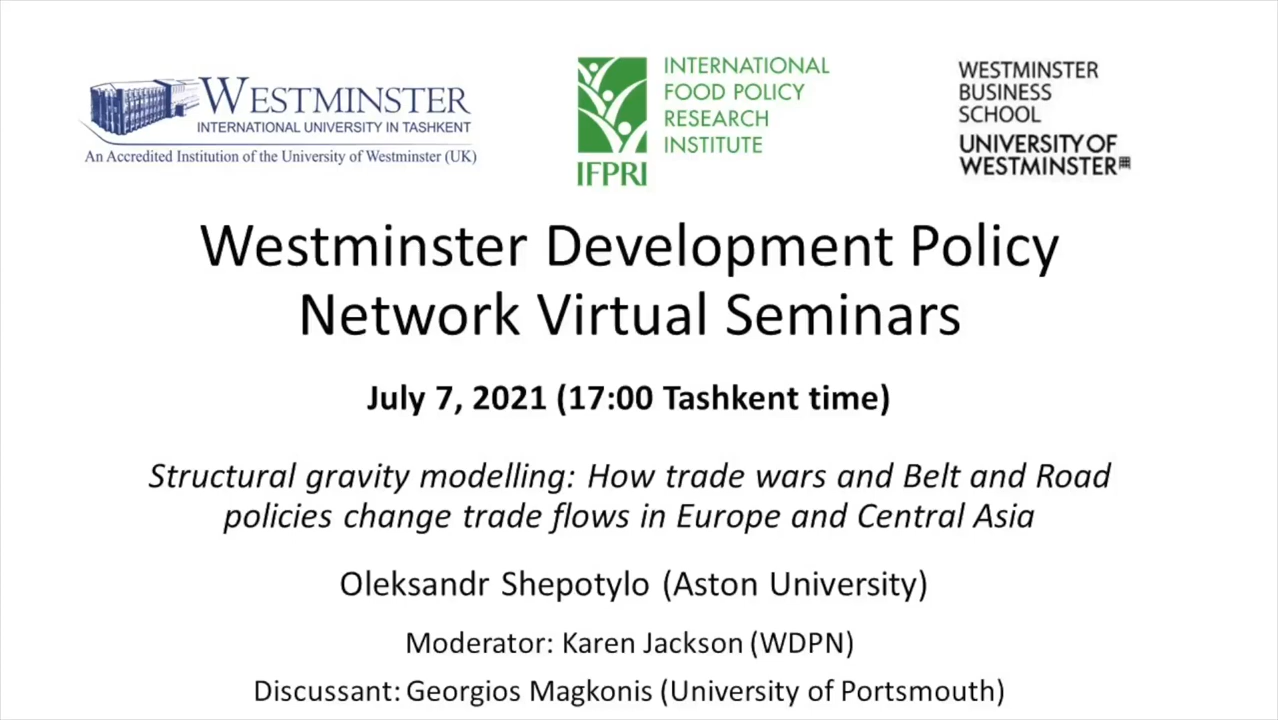 WESTMINSTER
INTERNATIONAL UNIVERSITY IN TASHKENT
An Accredited Institution of the University of Westminster (UK)
INTERNATIONAL
FOOD POLICY
RESEARCH
INSTITUTE
IFPRI
WESTMINSTER
BUSINESS
SCHOOL
UNIVERSITY OF
WESTMINSTER
Westminster Development Policy
Network Virtual Seminars
July 7, 2021 (17:00 Tashkent time)
Structural gravity modelling: How trade wars and Belt and Road
policies change trade flows in Europe and Central Asia
Oleksandr Shepotylo (Aston University)
Moderator: Karen Jackson (WDPN)
Discussant: Georgios Magkonis (University of Portsmouth)